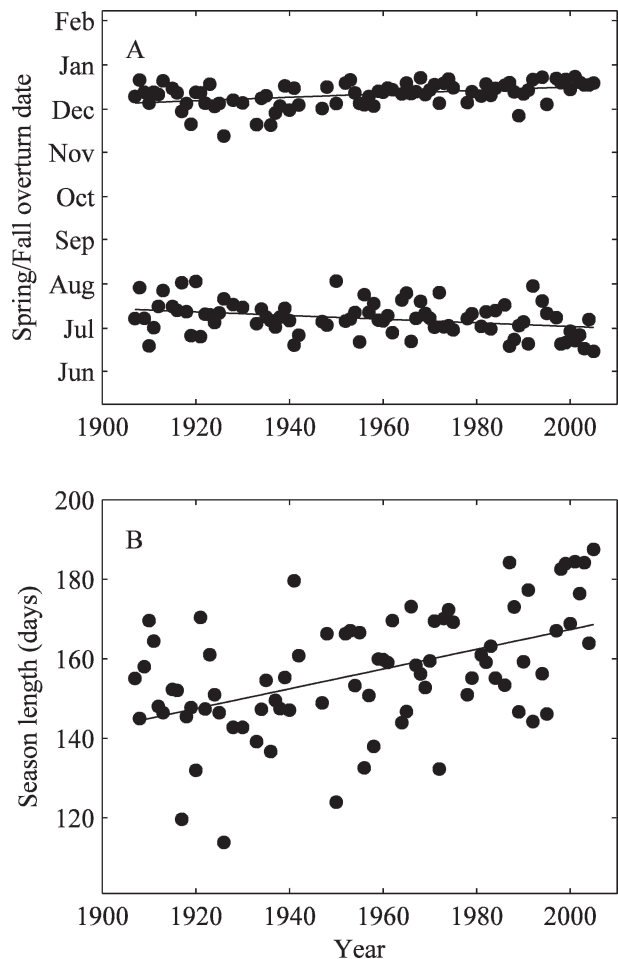 A
Feb
Jan
Dec
Nov
Oct
Sep
Aug
Jul
Jun
Spring/Fall overturn date
1900 1920 1940 1960 1980 2000
B
200
180
160
140
120
Season length (days)
1900 1920 1940 1960 1980 2000
Year